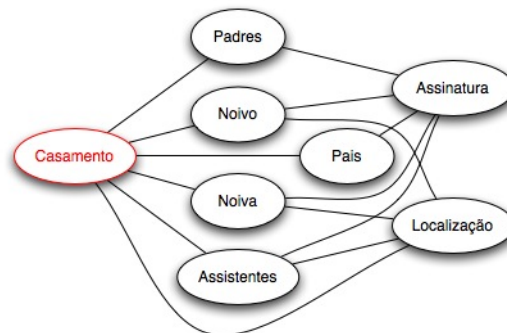 Padres
Assinatura
Noivo
Casamento
Pais
Noiva
Localização
Assistentes